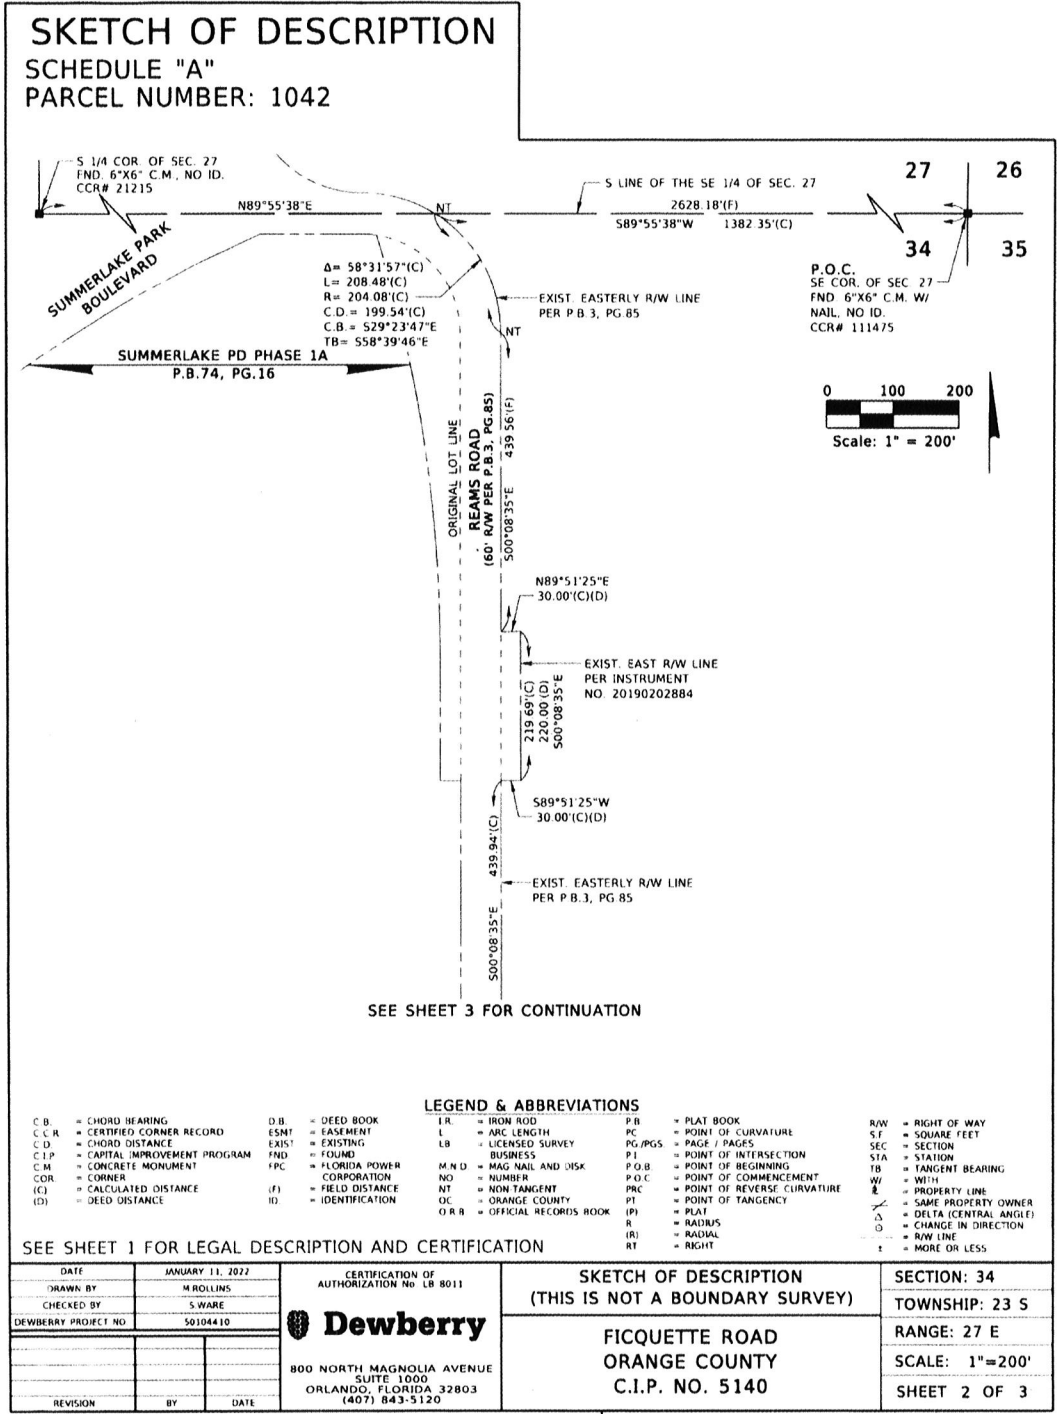 SKETCH OF DESCRIPTION
SCHEDULE "A"
PARCEL NUMBER: 1042
S 1/4 COR. OF SEC. 27
FND. 6"X6" C.M., NO ID.
CCR# 21215
N89°55'38"E
NT
S LINE OF THE SE 1/4 OF SEC. 27
2628.18'(F)
S89°55'38"W 1382.35'(C)
27 26
34 35
P.O.C.
SE COR. OF SEC. 27
FND. 6"X6" C.M. W/
NAIL, NO ID.
CCR# 111475
SUMMERLAKE PARK
BOULEVARD
Δ= 58°31'57"(C)
L= 208.48'(C)
R= 204.08'(C)
C.D.= 199.54'(C)
C.B.= S29°23'47"E
TB= S58°39'46"E
EXIST. EASTERLY R/W LINE
PER P.B.3, PG.85
NT
SUMMERLAKE PD PHASE 1A
P.B.74, PG.16
0 100 200
Scale: 1" = 200'
ORIGINAL LOT LINE
REAMS ROAD
(60' R/W PER P.B.3, PG.85)
S00°08'35"E 439.56'(F)
N89°51'25"E
30.00'(C)(D)
EXIST. EAST R/W LINE
PER INSTRUMENT
NO. 20190202884
219.69'(C)
220.00'(D)
S00°08'35"E
S89°51'25"W
30.00'(C)(D)
S00°08'35"E 439.94'(C)
EXIST. EASTERLY R/W LINE
PER P.B.3, PG.85
SEE SHEET 3 FOR CONTINUATION
LEGEND & ABBREVIATIONS
C.B. = CHORD BEARING
C.C.R. = CERTIFIED CORNER RECORD
C.D. = CHORD DISTANCE
C.I.P. = CAPITAL IMPROVEMENT PROGRAM
C.M. = CONCRETE MONUMENT
COR. = CORNER
(C) = CALCULATED DISTANCE
(D) = DEED DISTANCE
D.B. = DEED BOOK
ESMT = EASEMENT
EXIST = EXISTING
FND = FOUND
FPC = FLORIDA POWER
CORPORATION
(F) = FIELD DISTANCE
ID. = IDENTIFICATION
I.R. = IRON ROD
L = ARC LENGTH
LB = LICENSED SURVEY
BUSINESS
M.N.D = MAG NAIL AND DISK
NO = NUMBER
NT = NON TANGENT
OC = ORANGE COUNTY
O.R.B = OFFICIAL RECORDS BOOK
P.B = PLAT BOOK
PC = POINT OF CURVATURE
PG./PGS. = PAGE / PAGES
P.I = POINT OF INTERSECTION
P.O.B. = POINT OF BEGINNING
P.O.C = POINT OF COMMENCEMENT
PRC = POINT OF REVERSE CURVATURE
PT = POINT OF TANGENCY
(P) = PLAT
R = RADIUS
(R) = RADIAL
RT = RIGHT
R/W = RIGHT OF WAY
S.F. = SQUARE FEET
SEC = SECTION
STA = STATION
TB = TANGENT BEARING
W/ = WITH
= PROPERTY LINE
= SAME PROPERTY OWNER
Δ = DELTA (CENTRAL ANGLE)
= CHANGE IN DIRECTION
= R/W LINE
± = MORE OR LESS
SEE SHEET 1 FOR LEGAL DESCRIPTION AND CERTIFICATION
DATE JANUARY 11, 2022
DRAWN BY M.ROLLINS
CHECKED BY S.WARE
DEWBERRY PROJECT NO 50104410
REVISION BY DATE
CERTIFICATION OF
AUTHORIZATION No LB 8011
Dewberry
800 NORTH MAGNOLIA AVENUE
SUITE 1000
ORLANDO, FLORIDA 32803
(407) 843-5120
SKETCH OF DESCRIPTION
(THIS IS NOT A BOUNDARY SURVEY)
FICQUETTE ROAD
ORANGE COUNTY
C.I.P. NO. 5140
SECTION: 34
TOWNSHIP: 23 S
RANGE: 27 E
SCALE: 1"=200'
SHEET 2 OF 3